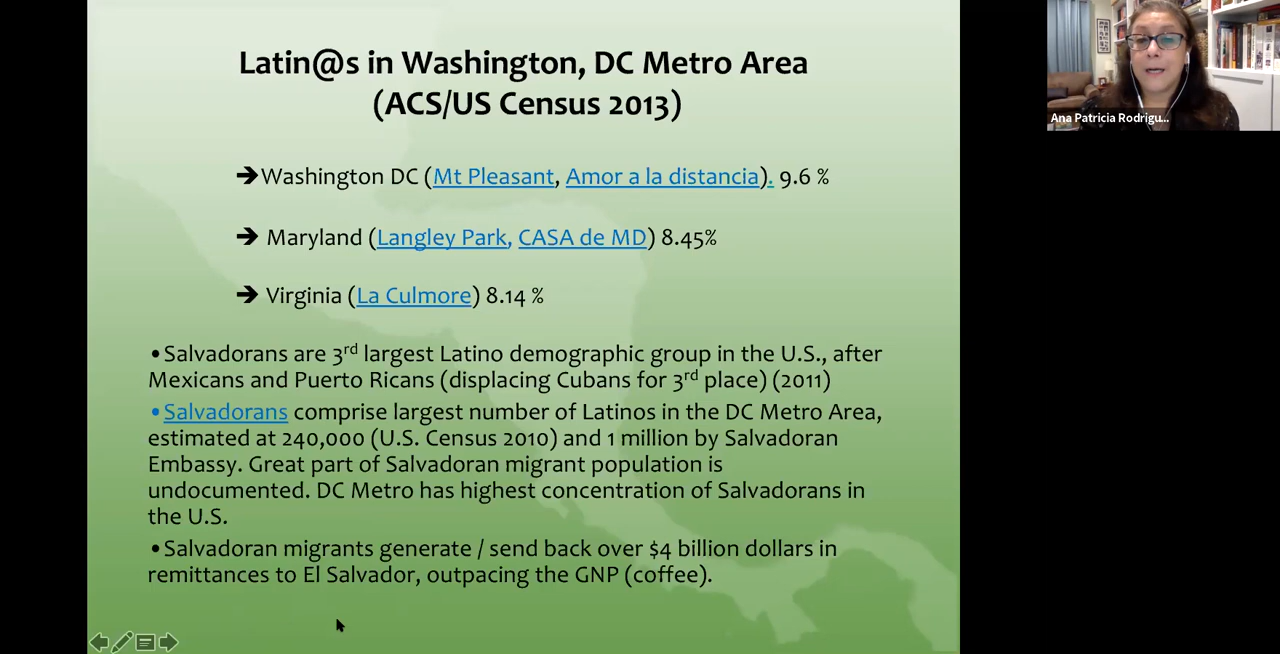 Latin@s in Washington, DC Metro Area
(ACS/US Census 2013)
➔Washington DC (Mt Pleasant, Amor a la distancia). 9.6 %
➔ Maryland (Langley Park, CASA de MD) 8.45%
➔ Virginia (La Culmore) 8.14 %
•Salvadorans are 3rd largest Latino demographic group in the U.S., after
Mexicans and Puerto Ricans (displacing Cubans for 3rd place) (2011)
•Salvadorans comprise largest number of Latinos in the DC Metro Area,
estimated at 240,000 (U.S. Census 2010) and 1 million by Salvadoran
Embassy. Great part of Salvadoran migrant population is
undocumented. DC Metro has highest concentration of Salvadorans in
the U.S.
•Salvadoran migrants generate / send back over $4 billion dollars in
remittances to El Salvador, outpacing the GNP (coffee).
Ana Patricia Rodrigu...